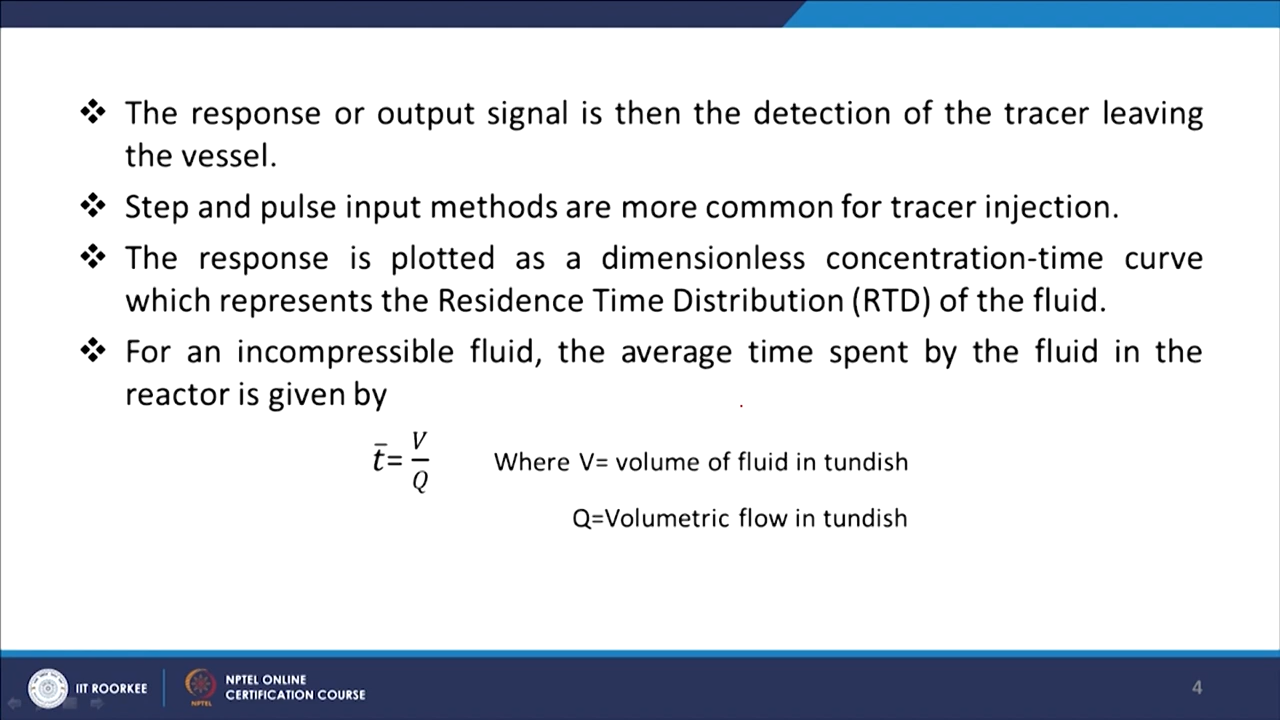 ❖ The response or output signal is then the detection of the tracer leaving
the vessel.
❖ Step and pulse input methods are more common for tracer injection.
❖ The response is plotted as a dimensionless concentration-time curve
which represents the Residence Time Distribution (RTD) of the fluid.
❖ For an incompressible fluid, the average time spent by the fluid in the
reactor is given by
t̄= V/Q Where V= volume of fluid in tundish
Q=Volumetric flow in tundish
IIT ROORKEE
NPTEL
NPTEL ONLINE
CERTIFICATION COURSE
4